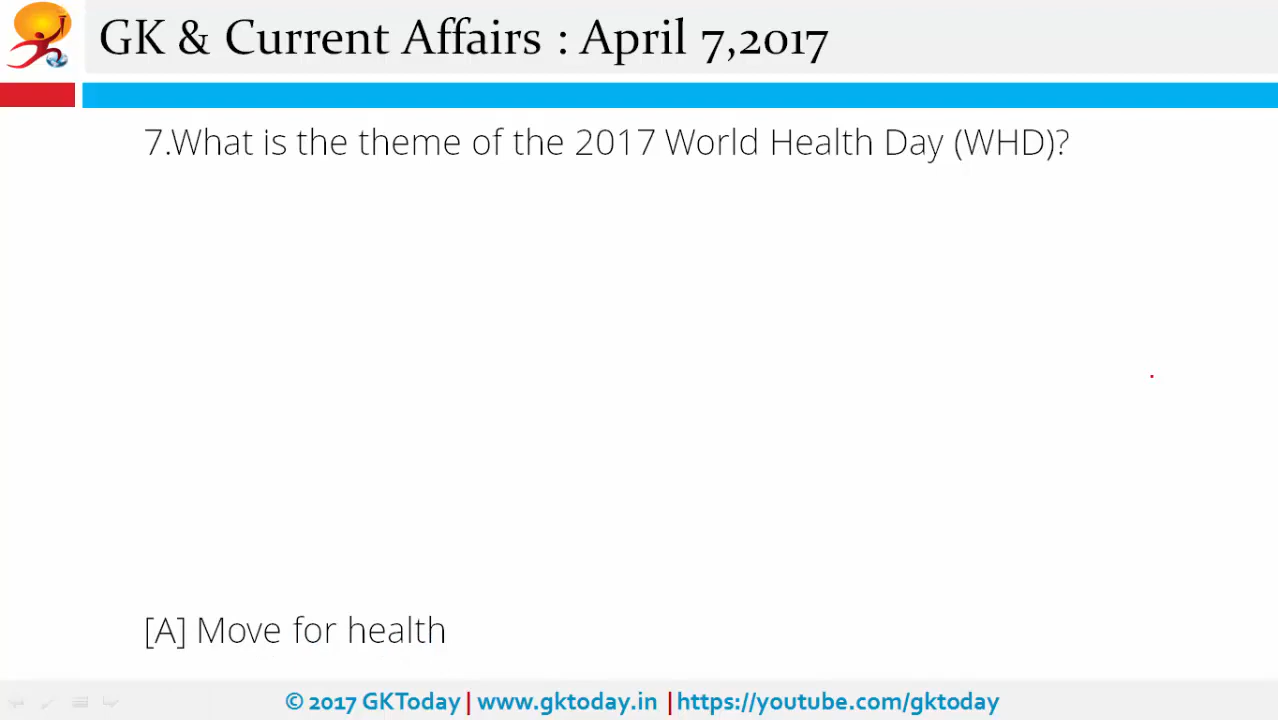 GK & Current Affairs : April 7,2017
7.What is the theme of the 2017 World Health Day (WHD)?
[A] Move for health
© 2017 GKToday | www.gktoday.in | https://youtube.com/gktoday